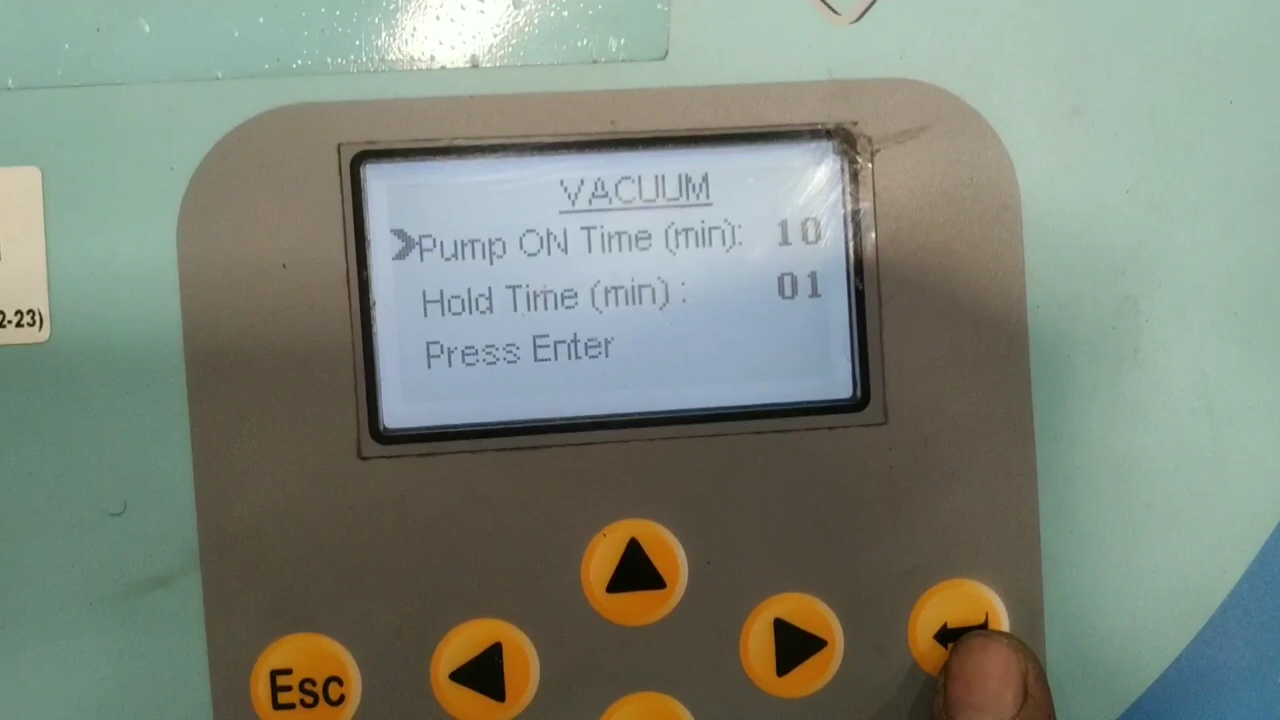 VACUUM
Pump ON Time (min): 10
Hold Time (min) : 01
Press Enter
2-23)
Esc